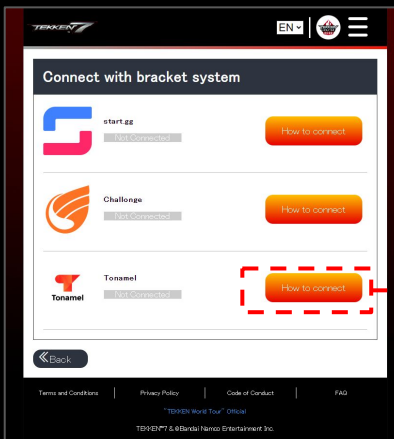 TEKKEN 7
EN
Connect with bracket system
start.gg
Not Connected
How to connect
Challonge
Not Connected
How to connect
Tonamel
Tonamel
Not Connected
How to connect
Back
Terms and Conditions
Privacy Policy
Code of Conduct
FAQ
"TEKKEN World Tour" Official
TEKKEN™7 & ©Bandai Namco Entertainment Inc.